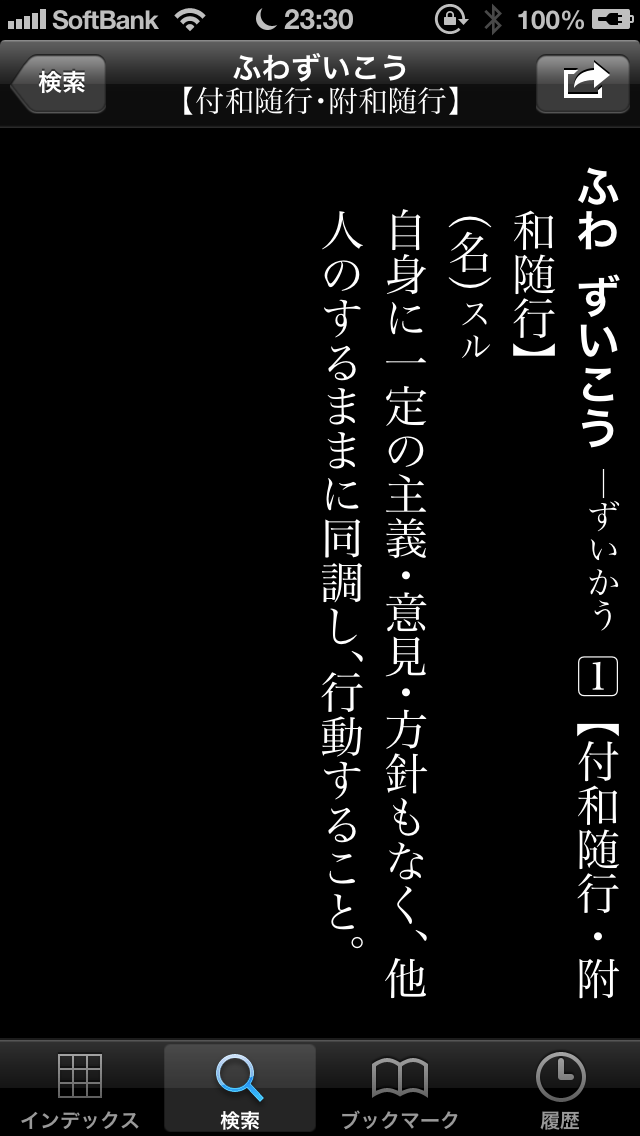 SoftBank 23:30 100%
検索
ふわずいこう
【付和随行・附和随行】
ふわ ずいこう ―ずいかう 1 【付和随行・附
和随行】
(名)スル
自身に一定の主義・意見・方針もなく、他
人のするままに同調し、行動すること。
インデックス 検索 ブックマーク 履歴